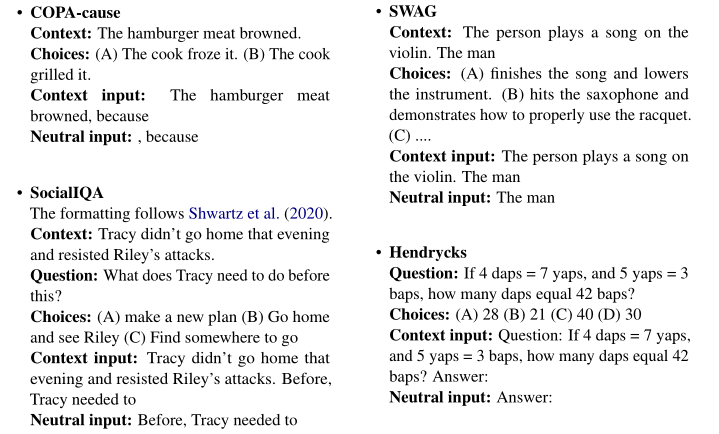 • COPA-cause
Context: The hamburger meat browned.
Choices: (A) The cook froze it. (B) The cook
grilled it.
Context input: The hamburger meat
browned, because
Neutral input: , because
• SocialIQA
The formatting follows Shwartz et al. (2020).
Context: Tracy didn't go home that evening
and resisted Riley's attacks.
Question: What does Tracy need to do before
this?
Choices: (A) make a new plan (B) Go home
and see Riley (C) Find somewhere to go
Context input: Tracy didn't go home that
evening and resisted Riley's attacks. Before,
Tracy needed to
Neutral input: Before, Tracy needed to
• SWAG
Context: The person plays a song on the
violin. The man
Choices: (A) finishes the song and lowers
the instrument. (B) hits the saxophone and
demonstrates how to properly use the racquet.
(C) ....
Context input: The person plays a song on
the violin. The man
Neutral input: The man
• Hendrycks
Question: If 4 daps = 7 yaps, and 5 yaps = 3
baps, how many daps equal 42 baps?
Choices: (A) 28 (B) 21 (C) 40 (D) 30
Context input: Question: If 4 daps = 7 yaps,
and 5 yaps = 3 baps, how many daps equal 42
baps? Answer:
Neutral input: Answer: